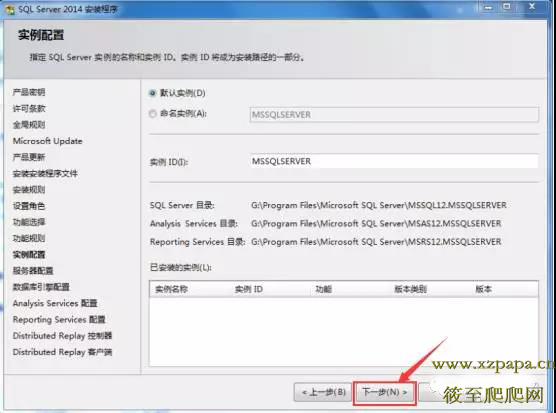 SQL Server 2014 安装程序
实例配置
指定 SQL Server 实例的名称和实例 ID。实例 ID 将成为安装路径的一部分。
产品密钥
许可条款
全局规则
Microsoft Update
产品更新
安装安装程序文件
安装规则
设置角色
功能选择
功能规则
实例配置
服务器配置
数据库引擎配置
Analysis Services 配置
Reporting Services 配置
Distributed Replay 控制器
Distributed Replay 客户端
默认实例(D)
命名实例(A): MSSQLSERVER
实例 ID(I): MSSQLSERVER
SQL Server 目录: G:\Program Files\Microsoft SQL Server\MSSQL12.MSSQLSERVER
Analysis Services 目录: G:\Program Files\Microsoft SQL Server\MSAS12.MSSQLSERVER
Reporting Services 目录: G:\Program Files\Microsoft SQL Server\MSRS12.MSSQLSERVER
已安装的实例(L):
实例名称 实例 ID 功能 版本类别 版本
< 上一步(B) 下一步(N) >
www.xzpapa.cn
筱至爬爬网